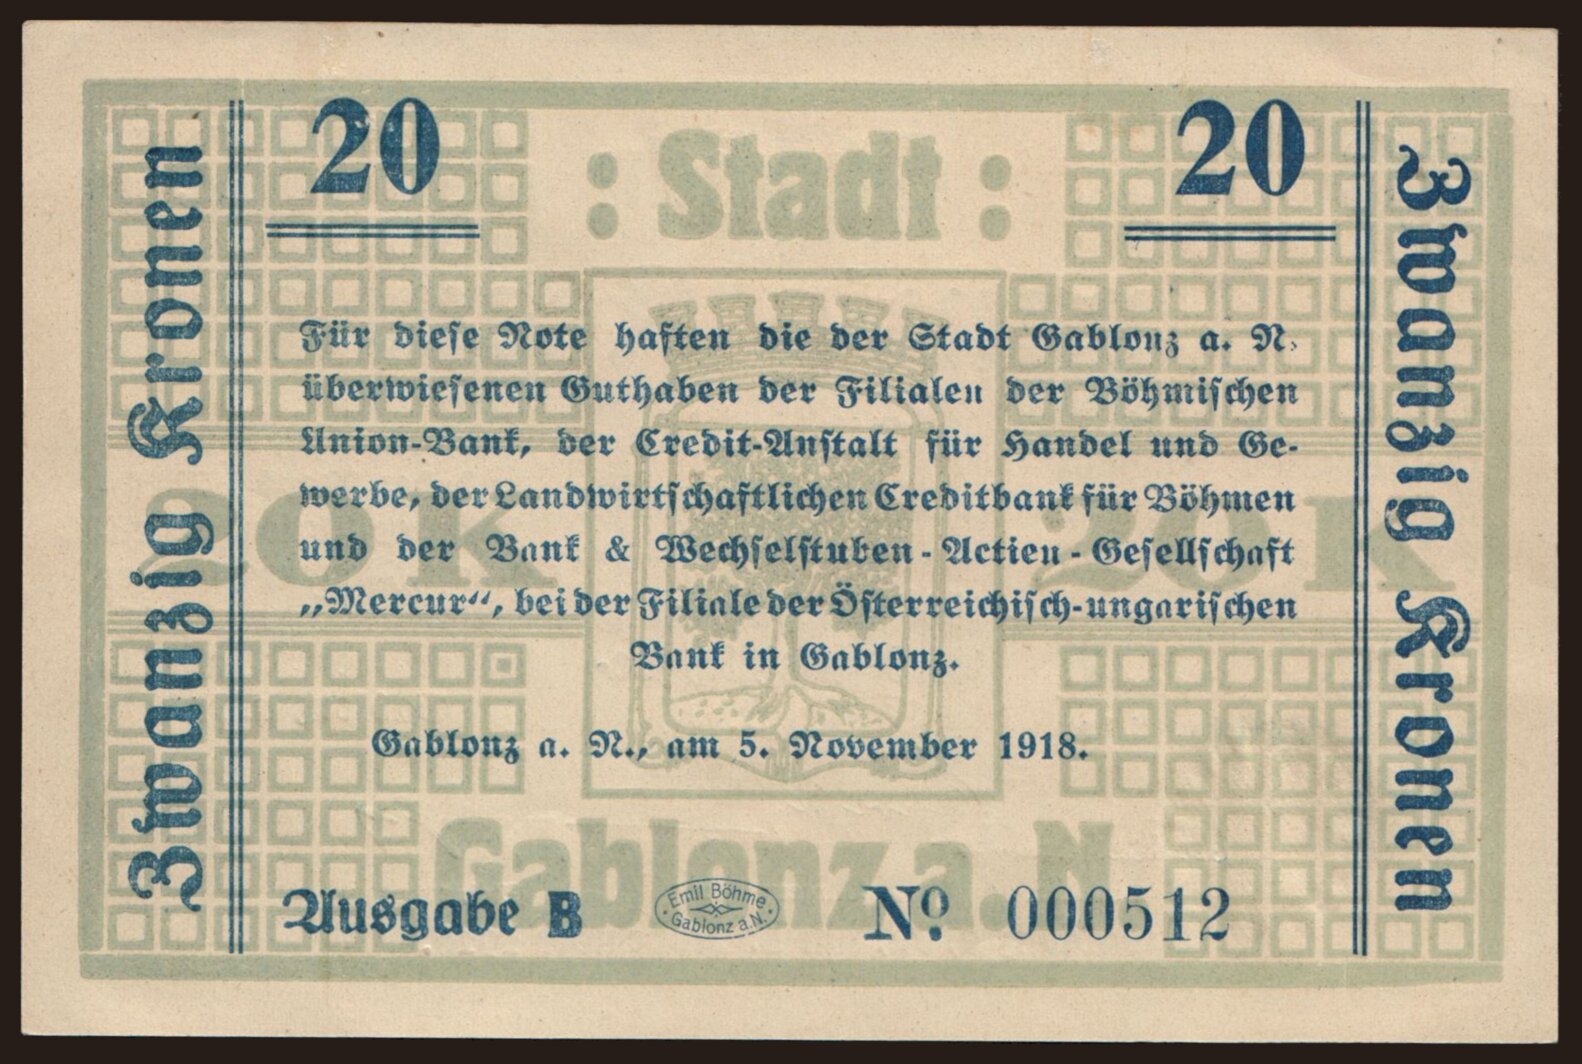 20
20
: Stadt :
Zwanzig Kronen
Zwanzig Kronen
Für diese Note haften die der Stadt Gablonz a. N.
überwiesenen Guthaben der Filialen der Böhmischen
Union-Bank, der Credit-Anstalt für Handel und Ge-
werbe, der Landwirtschaftlichen Creditbank für Böhmen
und der Bank & Wechselstuben-Actien-Gesellschaft
„Mercur“, bei der Filiale der Österreichisch-ungarischen
Bank in Gablonz.
20 K
20 K
Gablonz a. N., am 5. November 1918.
Gablonz a. N
Ausgabe B
Emil Böhme
Gablonz a.N.
No. 000512